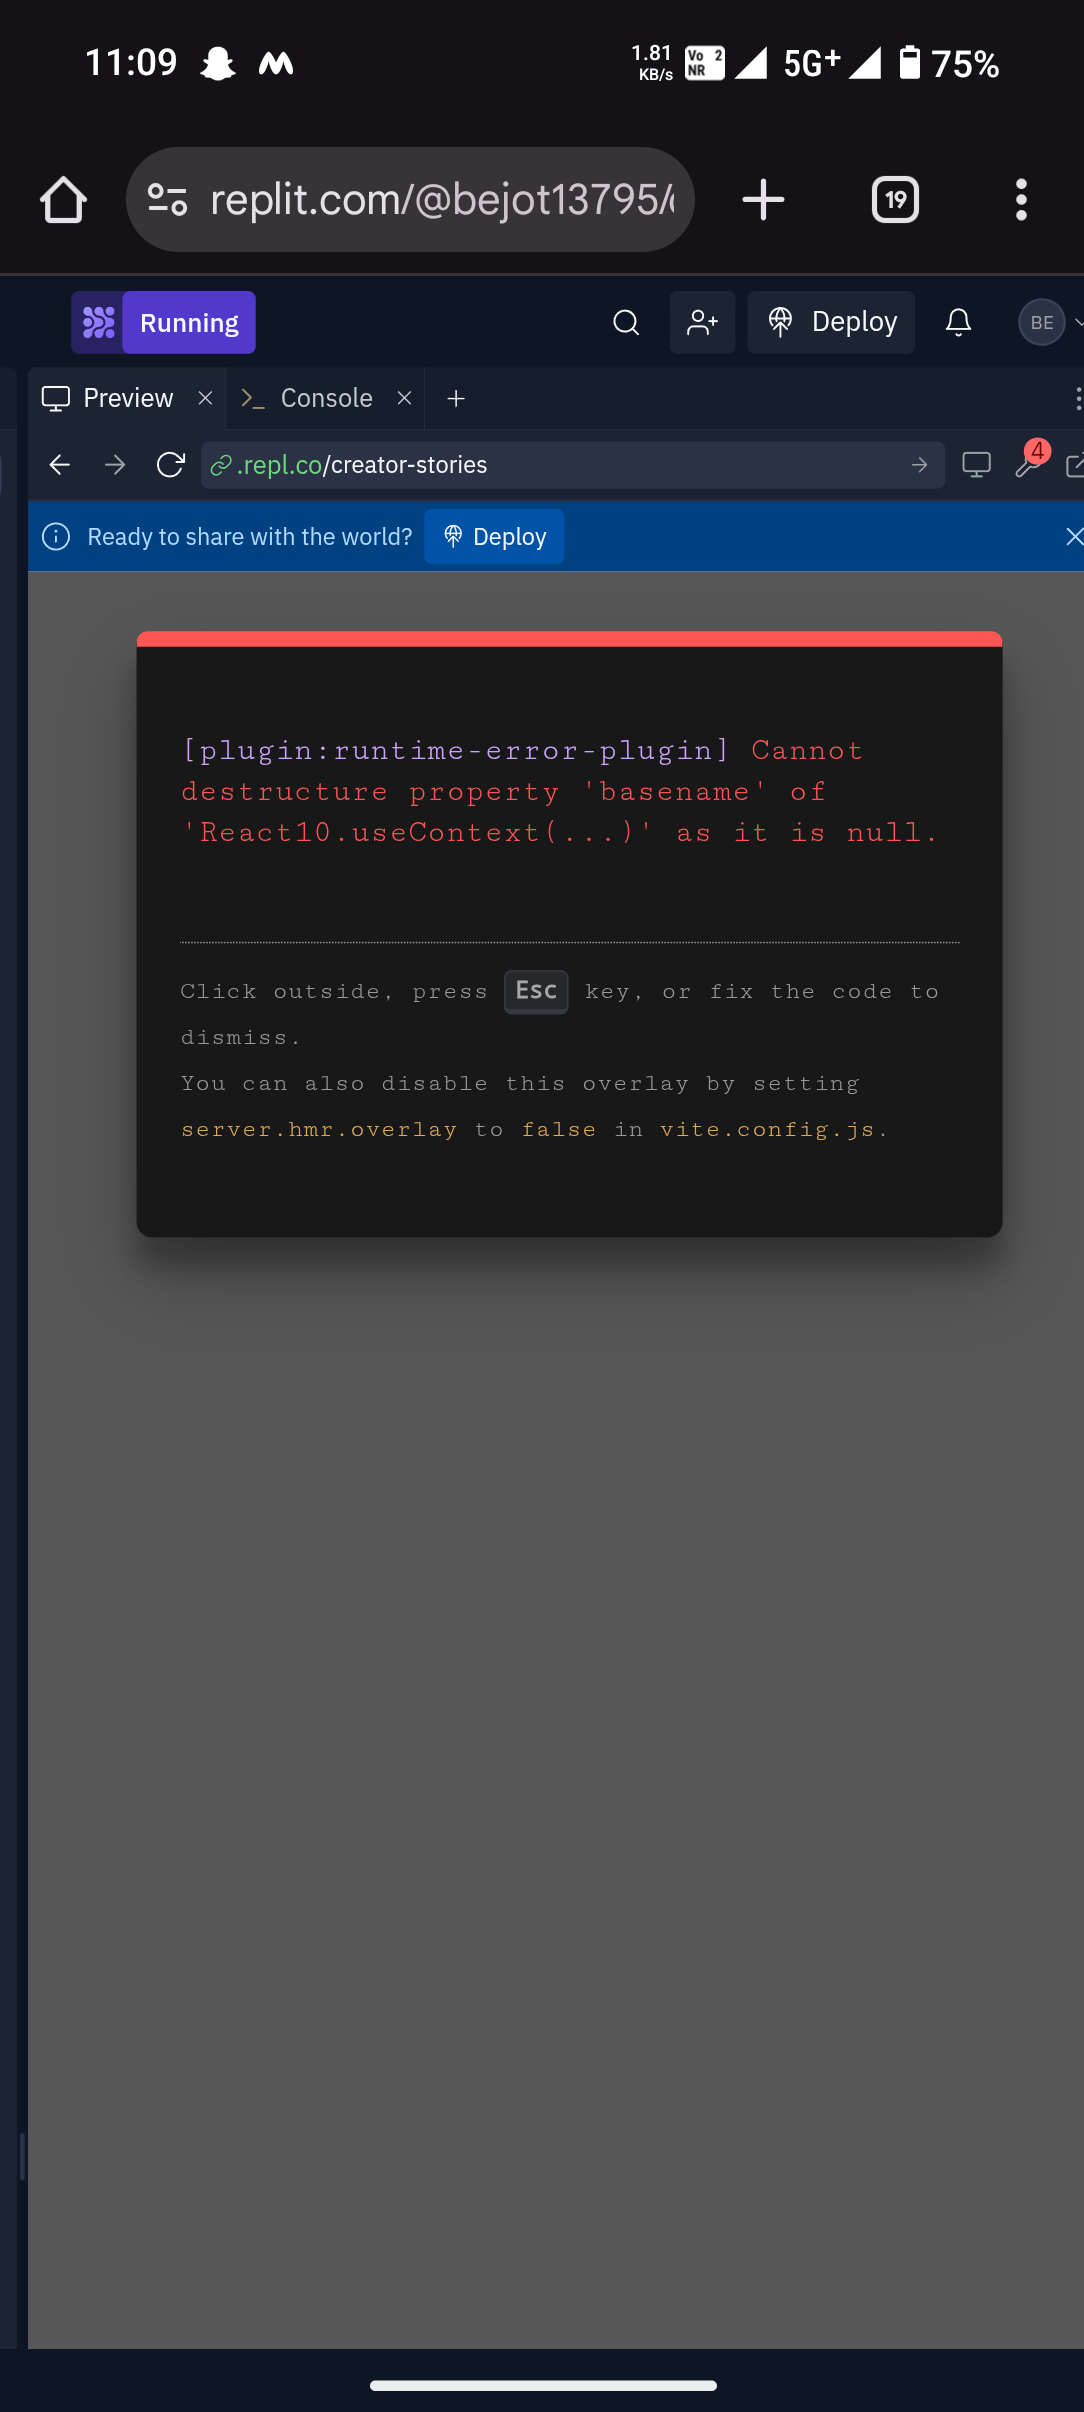 11:09
1.81
KB/s
Vo 2
NR
5G+
75%
replit.com/@bejot13795/
19
Running
Deploy
BE
Preview
Console
.repl.co/creator-stories
4
Ready to share with the world?
Deploy
[plugin:runtime-error-plugin] Cannot
destructure property 'basename' of
'React10.useContext(...)' as it is null.
Click outside, press Esc key, or fix the code to
dismiss.
You can also disable this overlay by setting
server.hmr.overlay to false in vite.config.js.